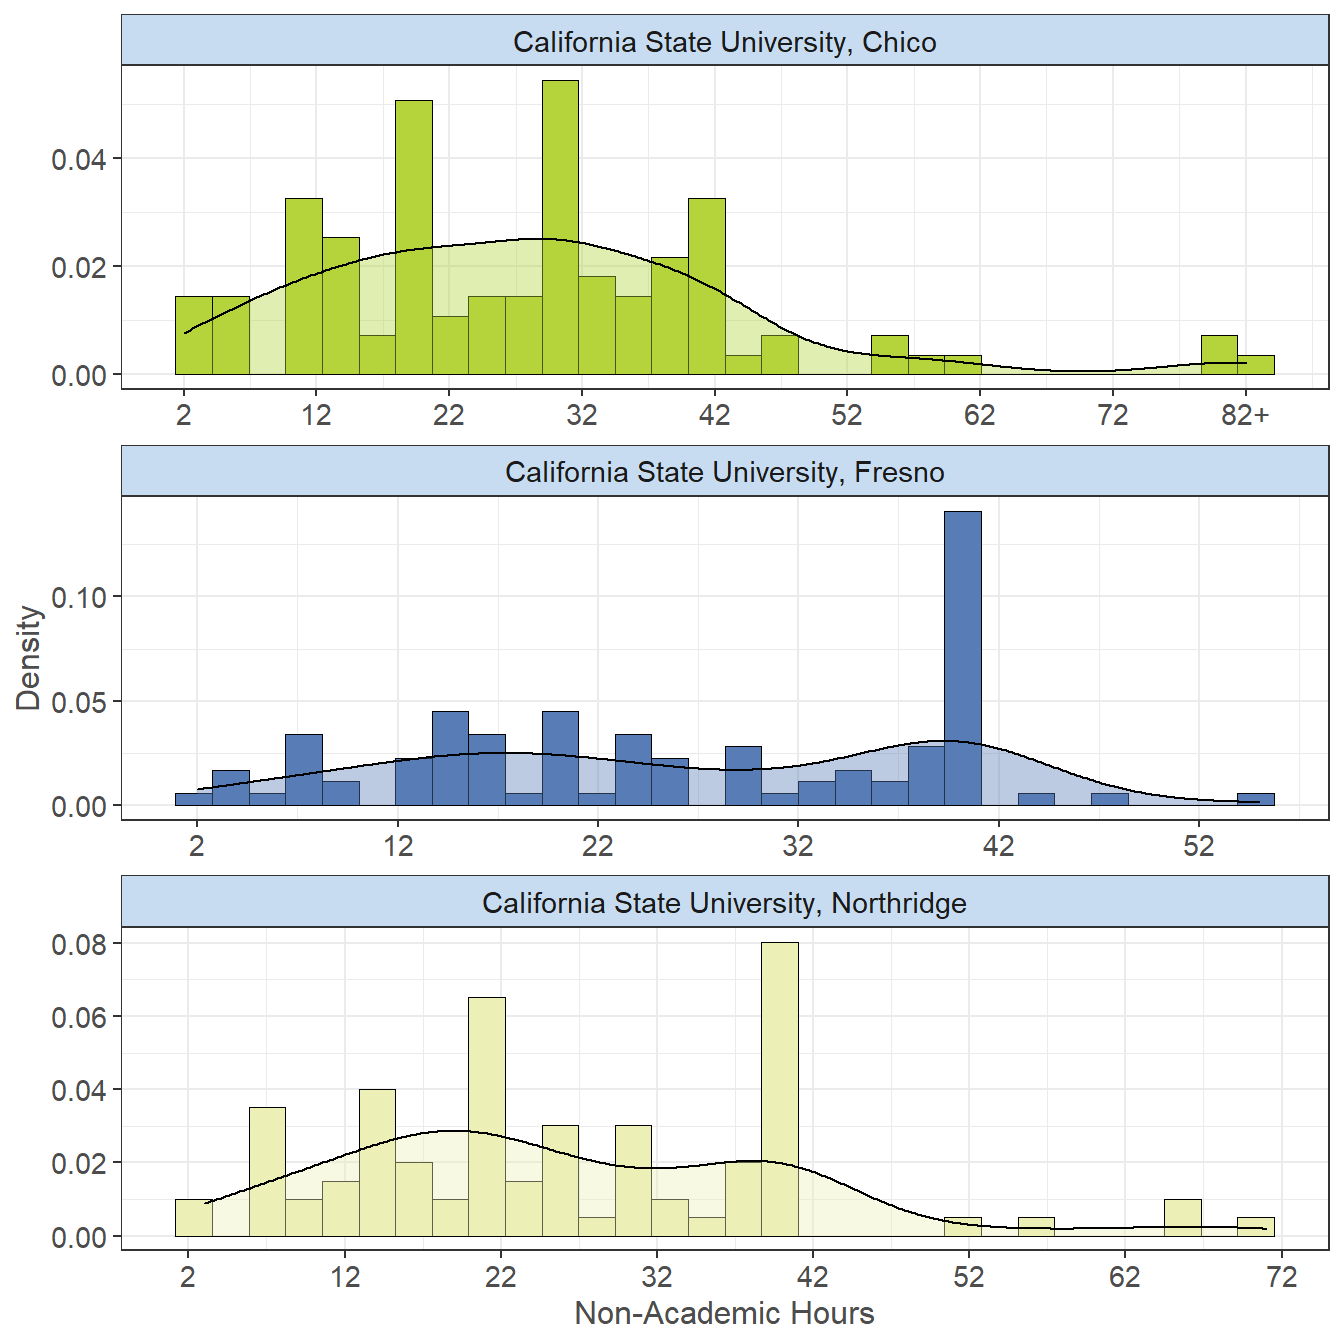 California State University, Chico
0.04
0.02
0.00
2 12 22 32 42 52 62 72 82+
California State University, Fresno
0.10
0.05
0.00
2 12 22 32 42 52
Density
California State University, Northridge
0.08
0.06
0.04
0.02
0.00
2 12 22 32 42 52 62 72
Non-Academic Hours